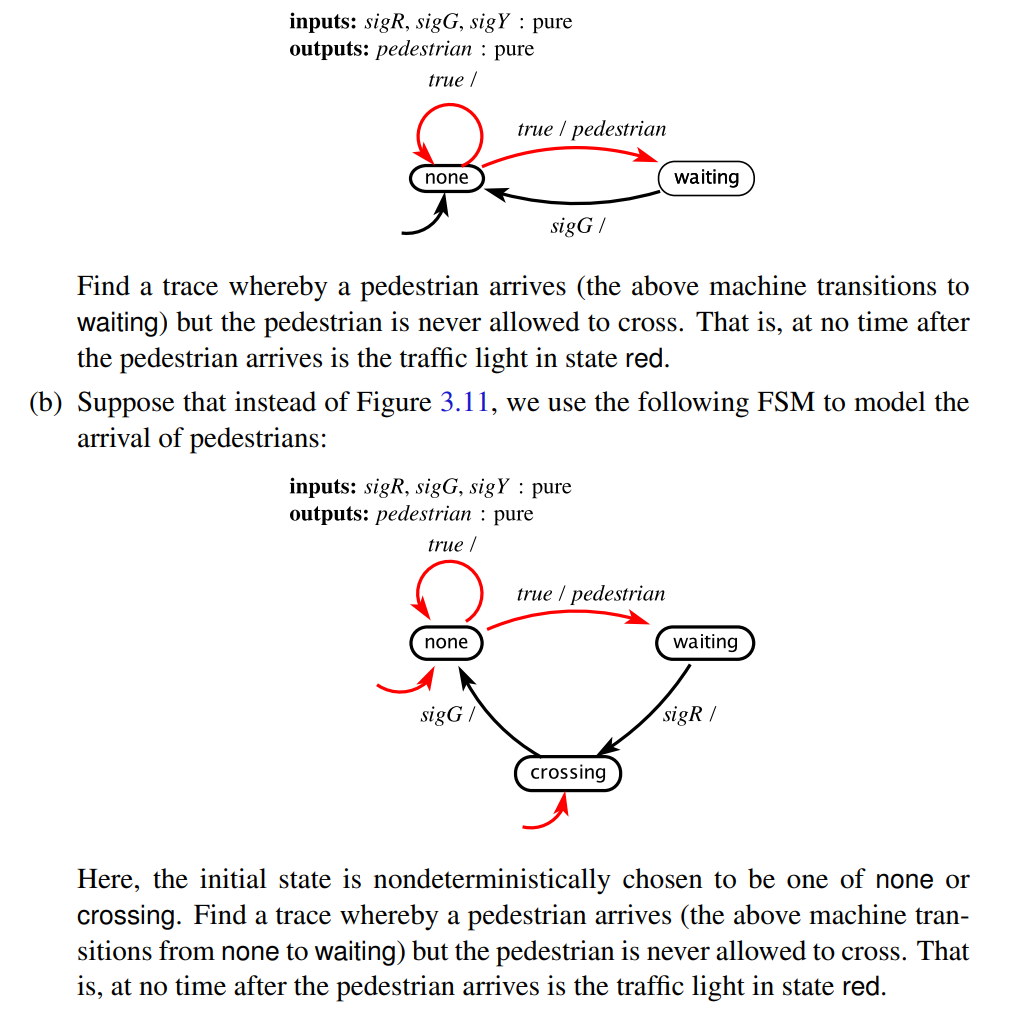 inputs: sigR, sigG, sigY : pure
outputs: pedestrian : pure
true /
true / pedestrian
none
waiting
sigG /
Find a trace whereby a pedestrian arrives (the above machine transitions to
waiting) but the pedestrian is never allowed to cross. That is, at no time after
the pedestrian arrives is the traffic light in state red.
(b) Suppose that instead of Figure 3.11, we use the following FSM to model the
arrival of pedestrians:
inputs: sigR, sigG, sigY : pure
outputs: pedestrian : pure
true /
true / pedestrian
none
waiting
sigG /
sigR /
crossing
Here, the initial state is nondeterministically chosen to be one of none or
crossing. Find a trace whereby a pedestrian arrives (the above machine tran-
sitions from none to waiting) but the pedestrian is never allowed to cross. That
is, at no time after the pedestrian arrives is the traffic light in state red.